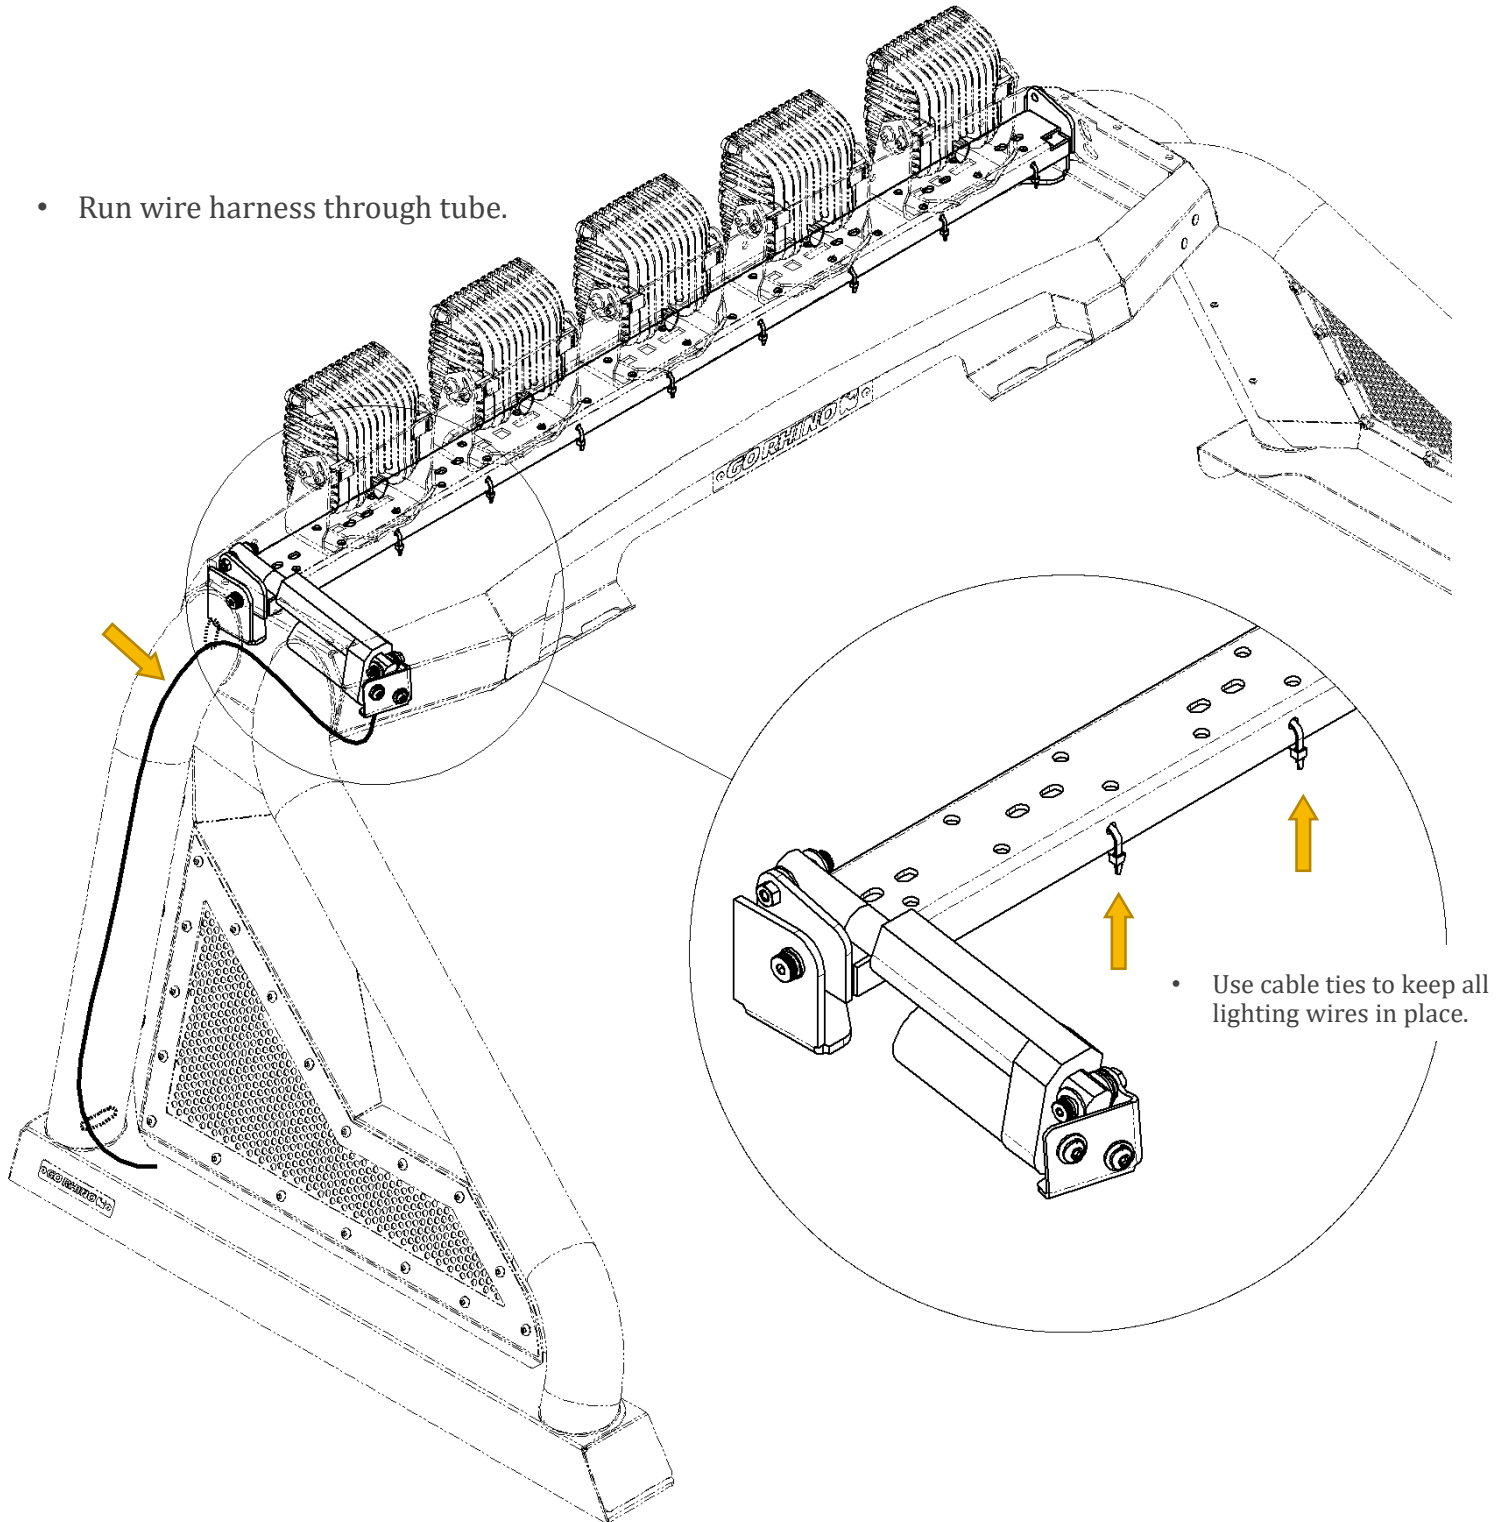 • Run wire harness through tube.
GO RHINO
• Use cable ties to keep all
lighting wires in place.
GO RHINO